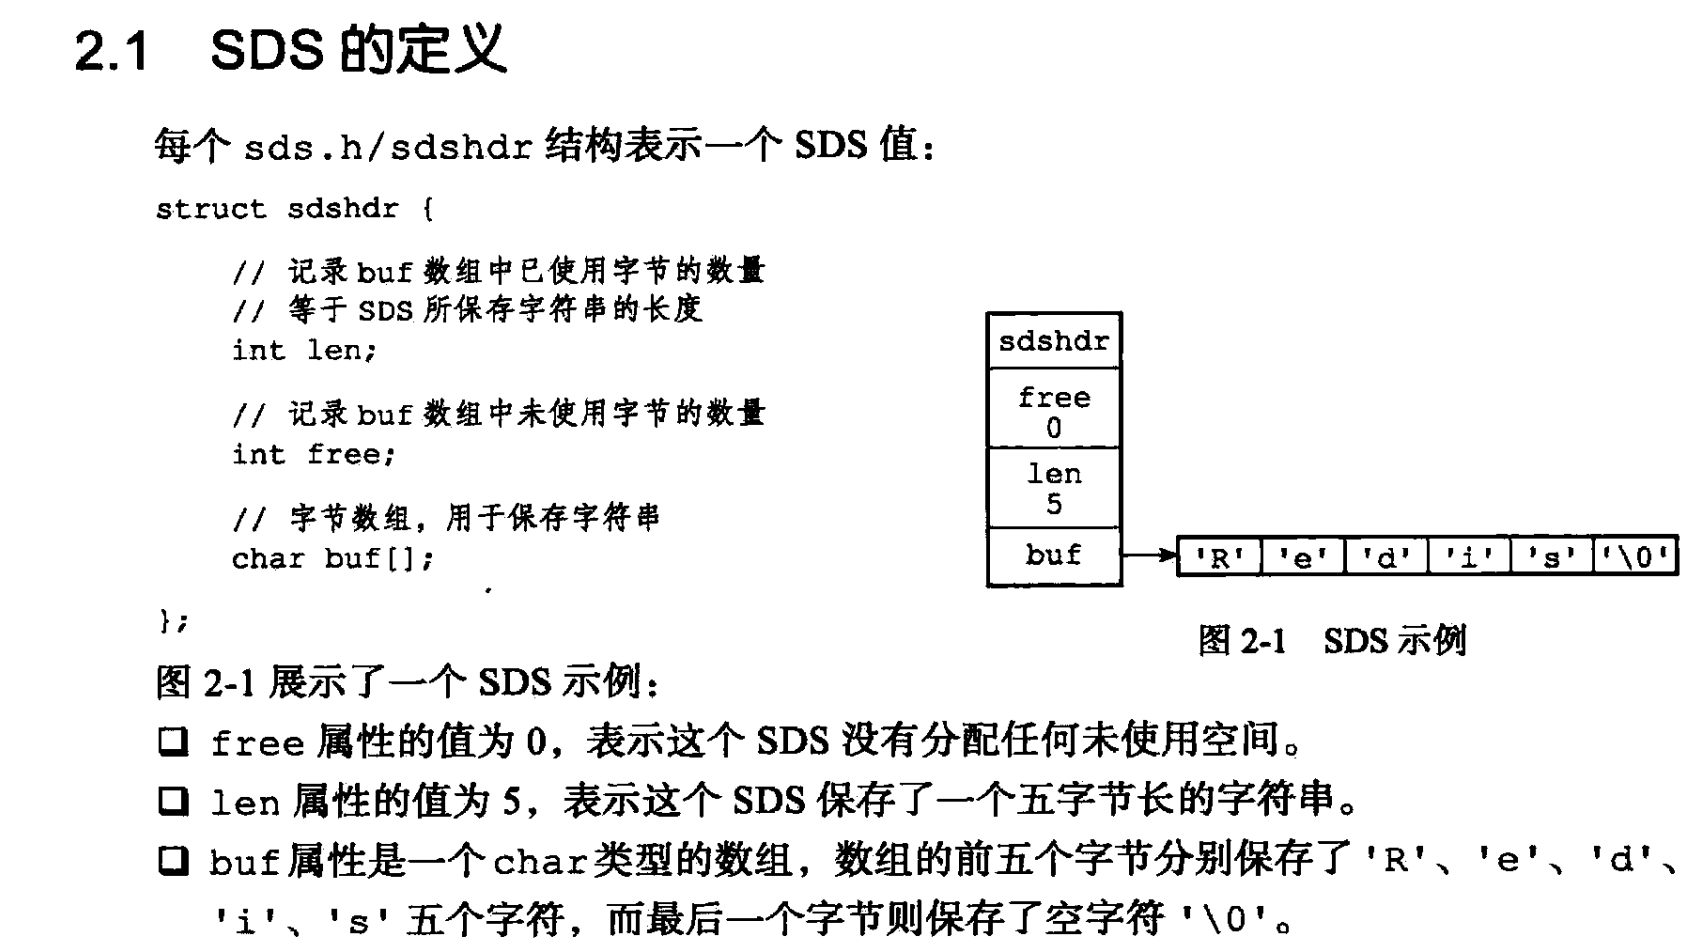 2.1 SDS 的定义
每个 sds.h/sdshdr 结构表示一个 SDS 值：
struct sdshdr {
// 记录 buf 数组中已使用字节的数量
// 等于 SDS 所保存字符串的长度
int len;
// 记录 buf 数组中未使用字节的数量
int free;
// 字节数组，用于保存字符串
char buf[];
};
sdshdr
free
0
len
5
buf
'R' 'e' 'd' 'i' 's' '\0'
图 2-1 SDS 示例
图 2-1 展示了一个 SDS 示例：
❑ free 属性的值为 0，表示这个 SDS 没有分配任何未使用空间。
❑ len 属性的值为 5，表示这个 SDS 保存了一个五字节长的字符串。
❑ buf 属性是一个 char 类型的数组，数组的前五个字节分别保存了 'R'、'e'、'd'、
'i'、's' 五个字符，而最后一个字节则保存了空字符 '\0'。